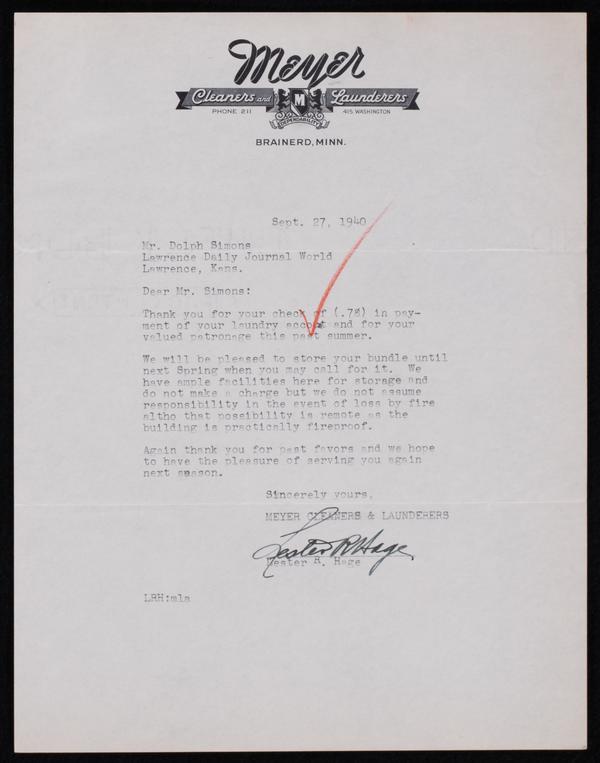 Meyer
Cleaners and Launderers
M
DEPENDABILITY
PHONE 211
415 WASHINGTON
BRAINERD, MINN.
Sept. 27, 1940
Mr. Dolph Simons
Lawrence Daily Journal World
Lawrence, Kans.
Dear Mr. Simons:
Thank you for your check of in pay-
ment of your laundry and for your
valued patronage this past summer.
We will be pleased to store your bundle until
next Spring when you may call for it. We
have ample facilities here for storage and
do not make a charge but we do not assume
responsibility in the event of loss by fire
altho that possibility is remote as the
building is practically fireproof.
Again thank you for past favors and we hope
to have the pleasure of serving you again
next season.
Sincerely yours,
MEYER CLEANERS & LAUNDERERS
Lester R Hage
Lester R. Hage
LRH:mla